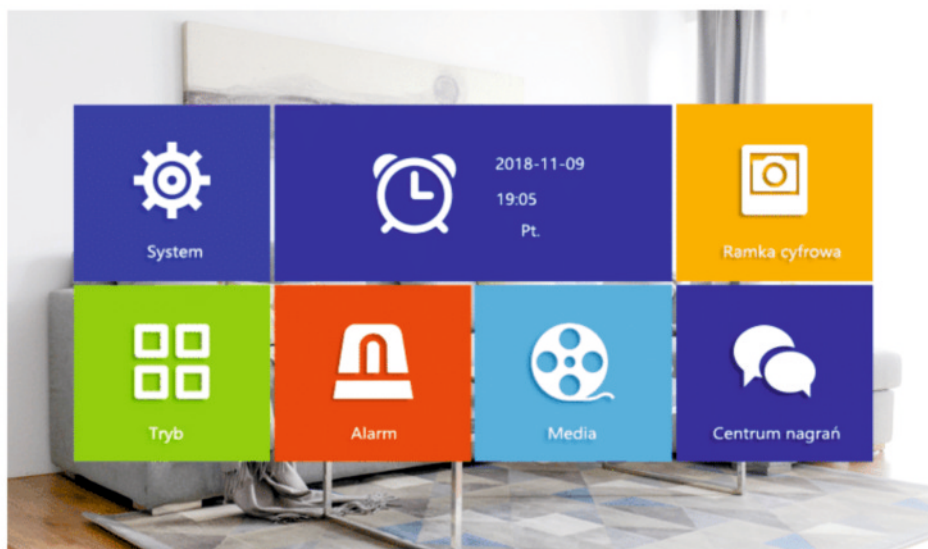 System
2018-11-09
19:05
Pt.
Ramka cyfrowa
Tryb
Alarm
Media
Centrum nagrań